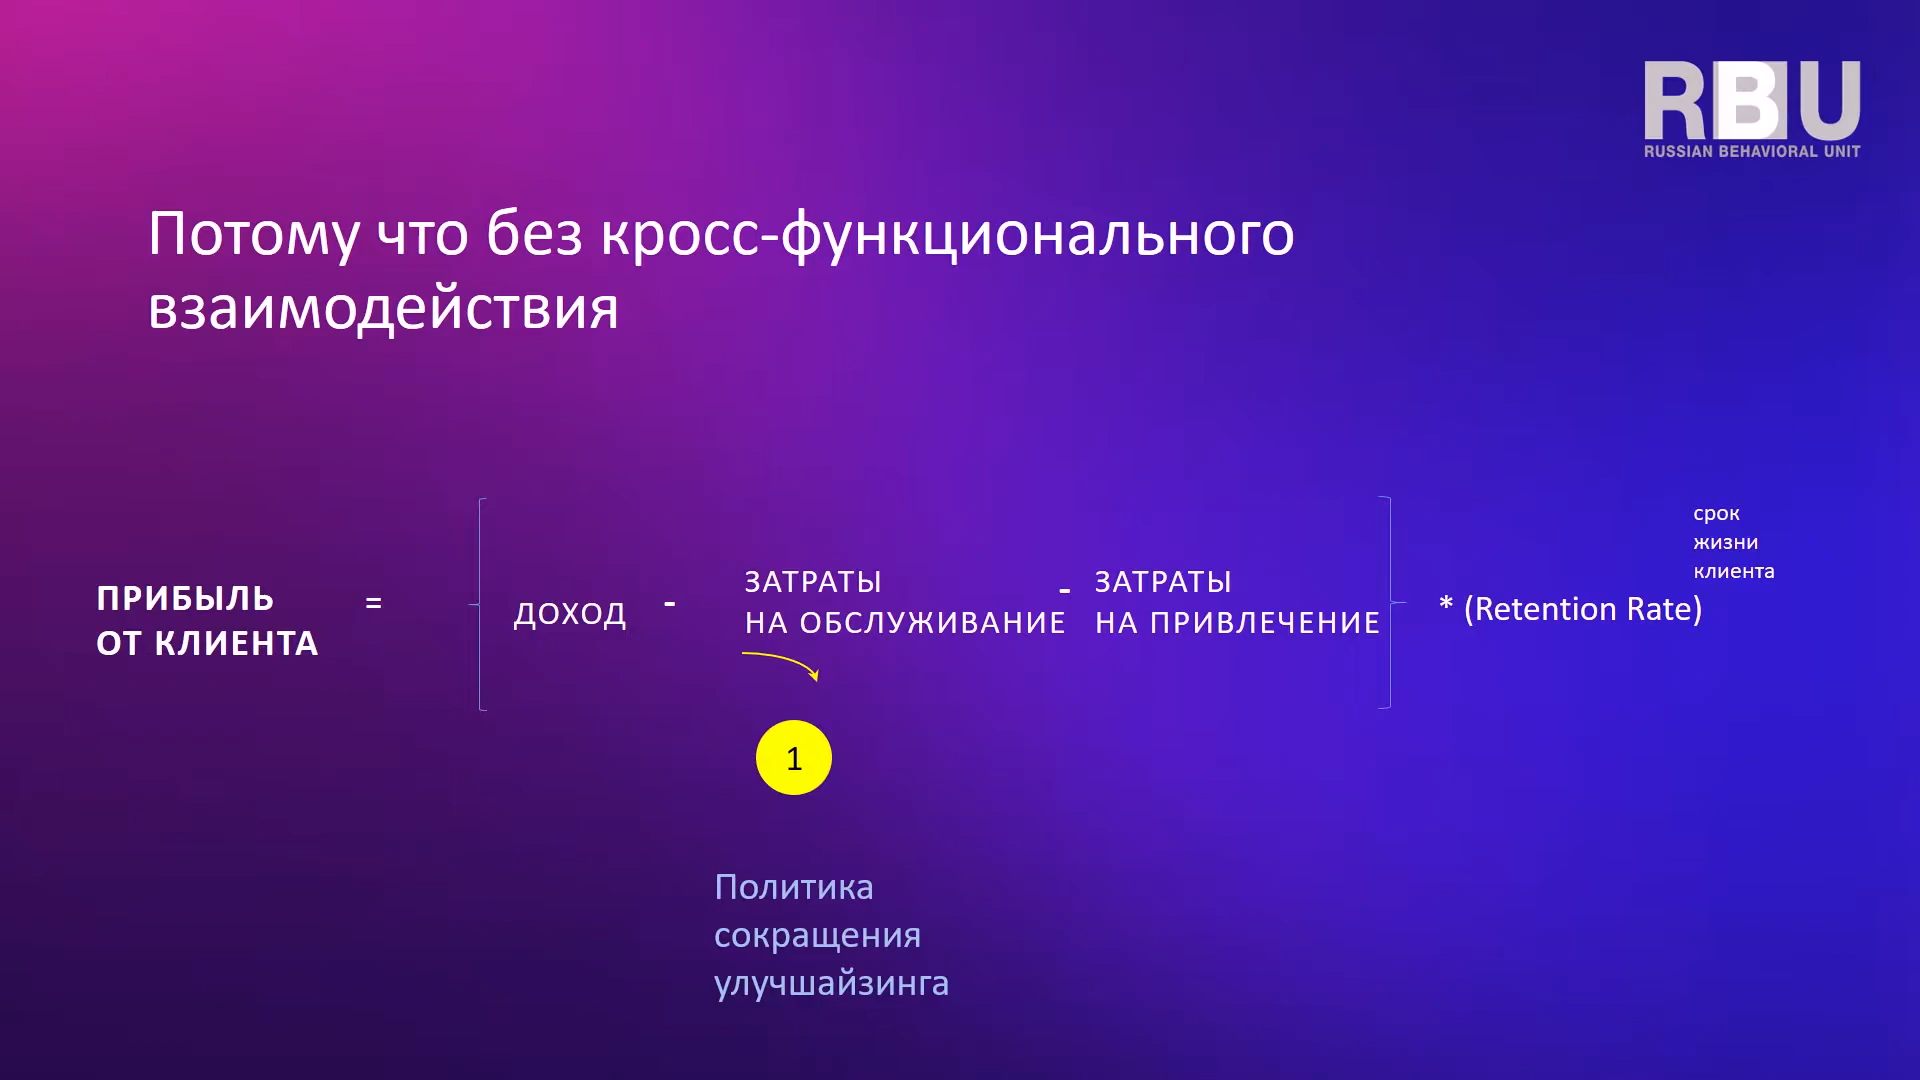 RBU
RUSSIAN BEHAVIORAL UNIT
Потому что без кросс-функционального
взаимодействия
ПРИБЫЛЬ
ОТ КЛИЕНТА
=
ДОХОД
-
ЗАТРАТЫ
НА ОБСЛУЖИВАНИЕ
-
ЗАТРАТЫ
НА ПРИВЛЕЧЕНИЕ
* (Retention Rate)
срок
жизни
клиента
1
Политика
сокращения
улучшайзинга